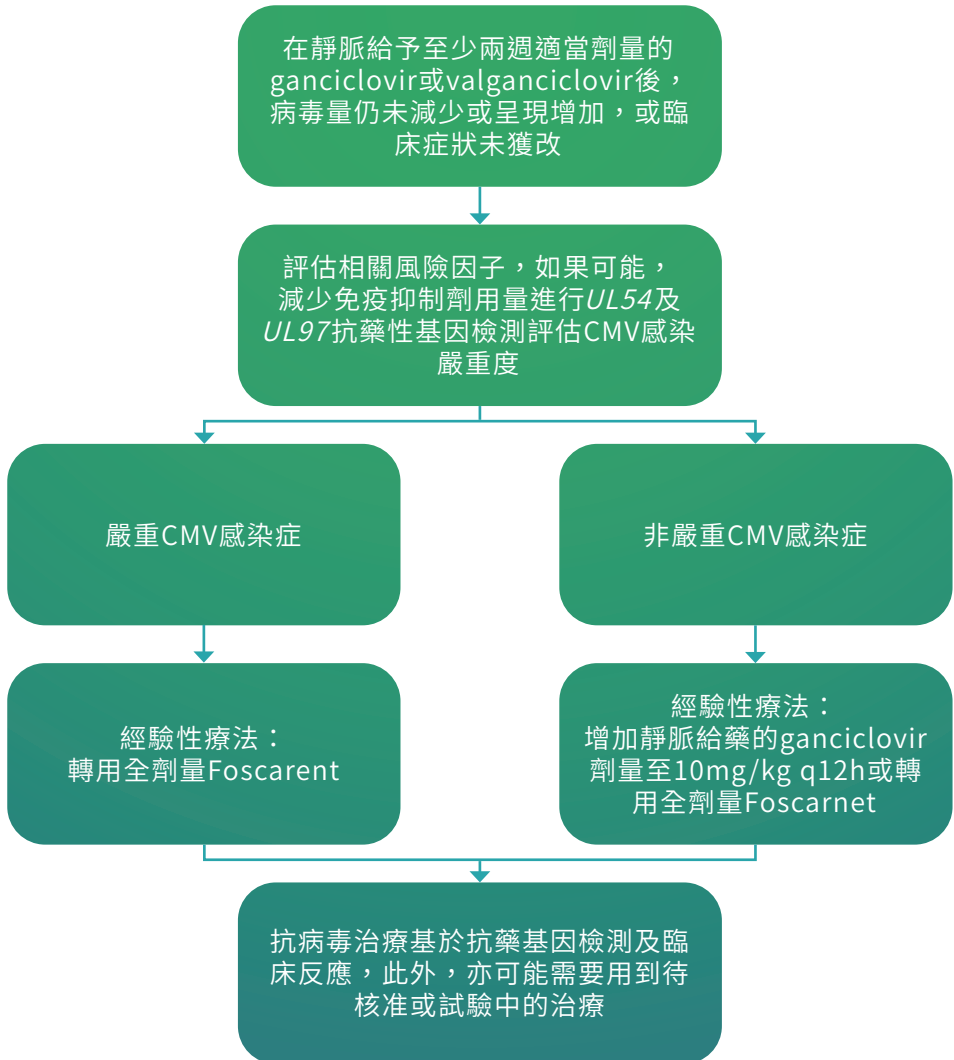 在靜脈給予至少兩週適當劑量的
ganciclovir或valganciclovir後，
病毒量仍未減少或呈現增加，或臨
床症狀未獲改
評估相關風險因子，如果可能，
減少免疫抑制劑用量進行UL54及
UL97抗藥性基因檢測評估CMV感染
嚴重度
嚴重CMV感染症
非嚴重CMV感染症
經驗性療法：
轉用全劑量Foscarent
經驗性療法：
增加靜脈給藥的ganciclovir
劑量至10mg/kg q12h或轉
用全劑量Foscarnet
抗病毒治療基於抗藥基因檢測及臨
床反應，此外，亦可能需要用到待
核准或試驗中的治療